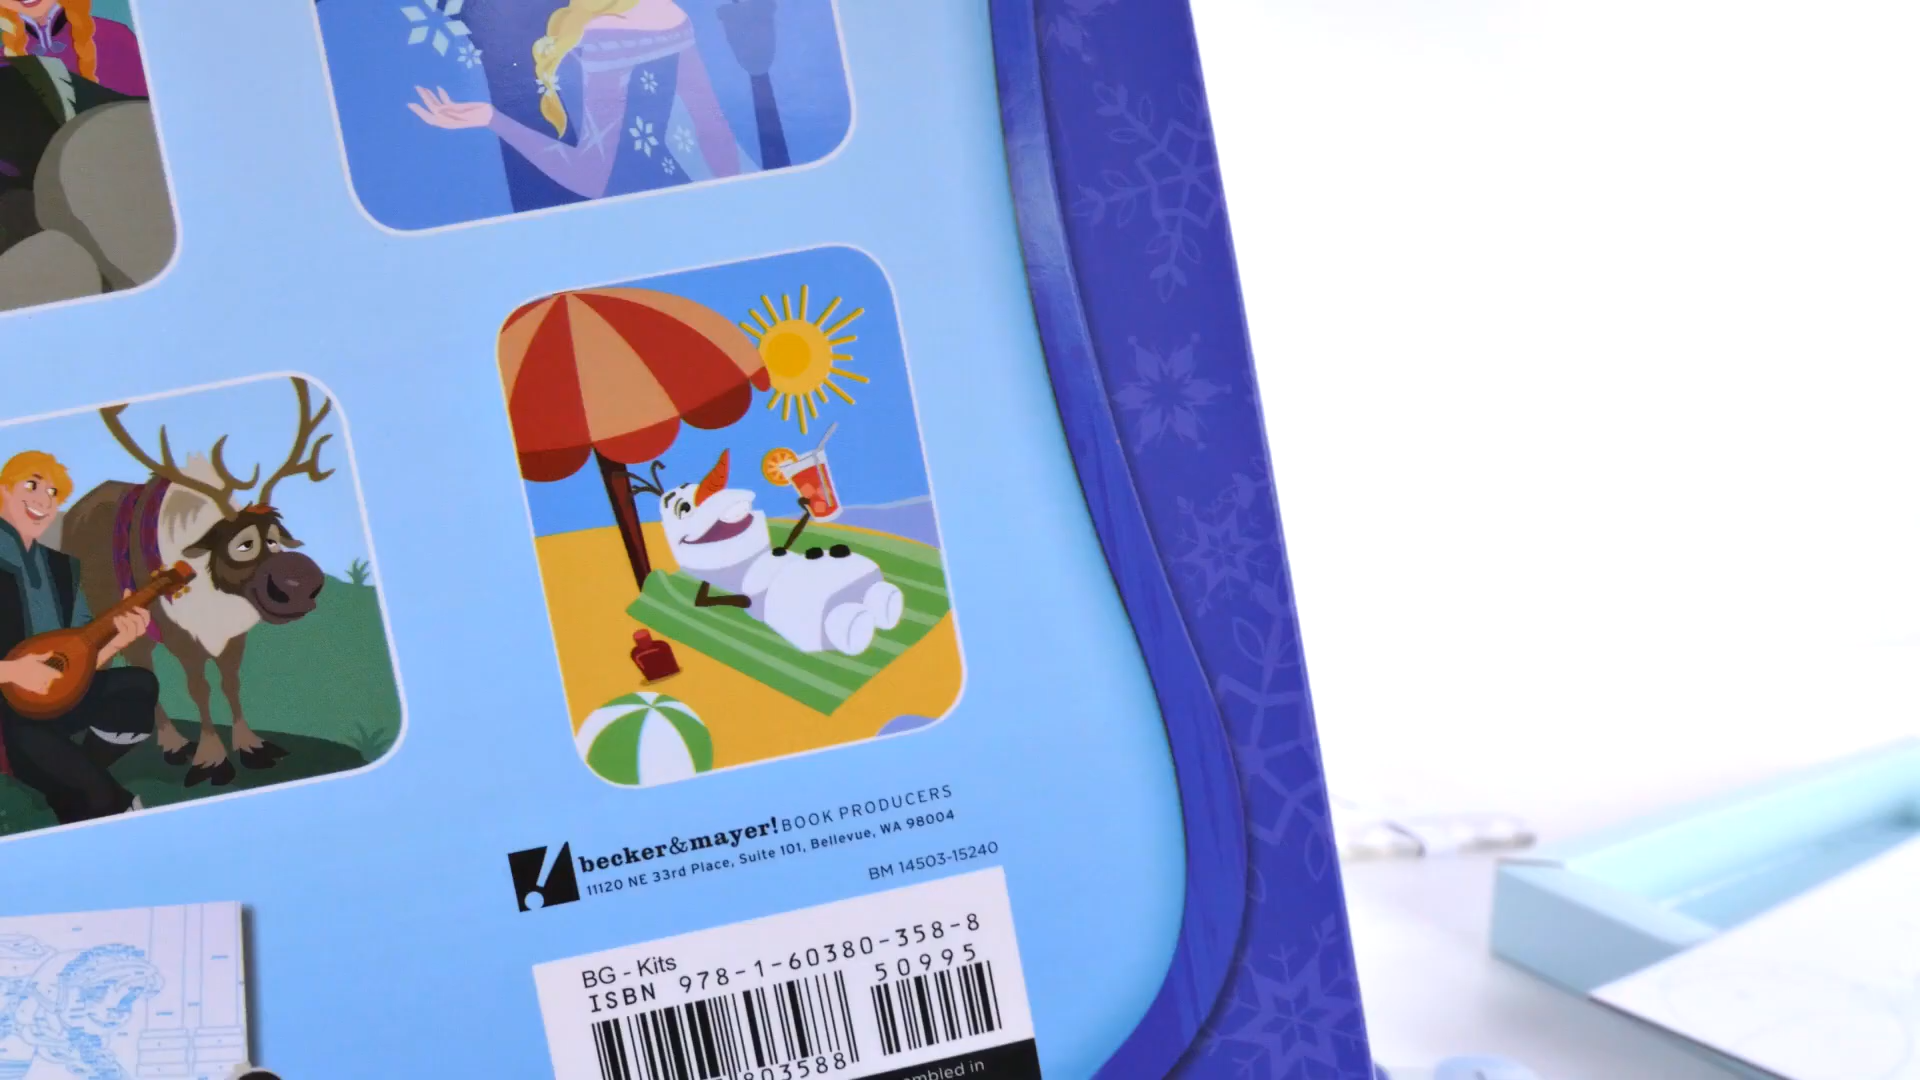 becker&mayer! BOOK PRODUCERS
11120 NE 33rd Place, Suite 101, Bellevue, WA 98004
BM 14503-15240
BG - Kits
ISBN 978-1-60380-358-8
50995
803588
in